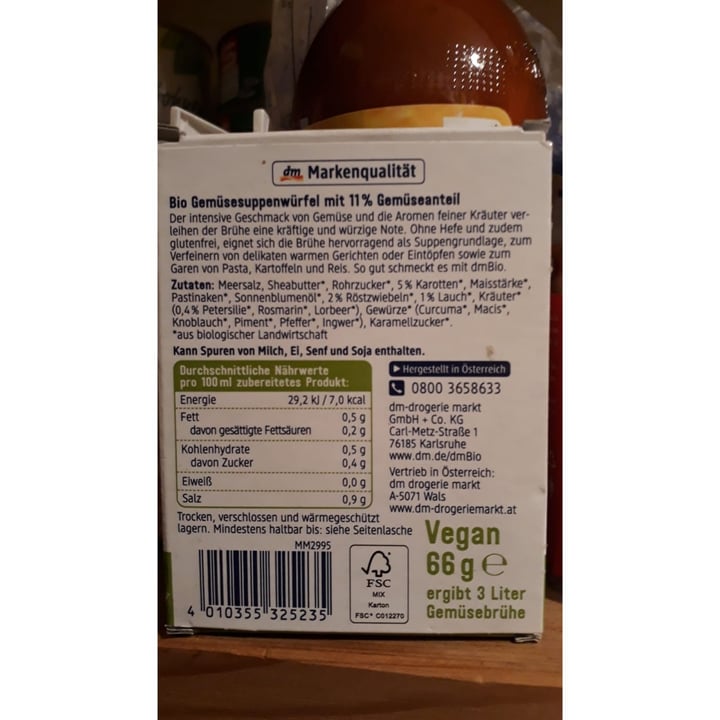 dm Markenqualität
Bio Gemüsesuppenwürfel mit 11% Gemüseanteil
Der intensive Geschmack von Gemüse und die Aromen feiner Kräuter ver-
leihen der Brühe eine kräftige und würzige Note. Ohne Hefe und zudem
glutenfrei, eignet sich die Brühe hervorragend als Suppengrundlage, zum
Verfeinern von delikaten warmen Gerichten oder Eintöpfen sowie zum
Garen von Pasta, Kartoffeln und Reis. So gut schmeckt es mit dmBio.
Zutaten: Meersalz, Sheabutter*, Rohrzucker*, 5% Karotten*, Maisstärke*,
Pastinaken*, Sonnenblumenöl*, 2% Röstzwiebeln*, 1% Lauch*, Kräuter*
(0,4% Petersilie*, Rosmarin*, Lorbeer*), Gewürze* (Curcuma*, Macis*,
Knoblauch*, Piment*, Pfeffer*, Ingwer*), Karamellzucker*.
*aus biologischer Landwirtschaft
Kann Spuren von Milch, Ei, Senf und Soja enthalten.
Durchschnittliche Nährwerte
pro 100 ml zubereitetes Produkt:
Energie 29,2 kJ / 7,0 kcal
Fett 0,5 g
davon gesättigte Fettsäuren 0,2 g
Kohlenhydrate 0,5 g
davon Zucker 0,4 g
Eiweiß 0,0 g
Salz 0,9 g
Hergestellt in Österreich
0800 3658633
dm-drogerie markt
GmbH + Co. KG
Carl-Metz-Straße 1
76185 Karlsruhe
www.dm.de/dmBio
Vertrieb in Österreich:
dm drogerie markt
A-5071 Wals
www.dm-drogeriemarkt.at
Trocken, verschlossen und wärmegeschützt
lagern. Mindestens haltbar bis: siehe Seitenlasche
MM2995
4 010355 325235
FSC
MIX
Karton
FSC® C012270
Vegan
66 g ℮
ergibt 3 Liter
Gemüsebrühe